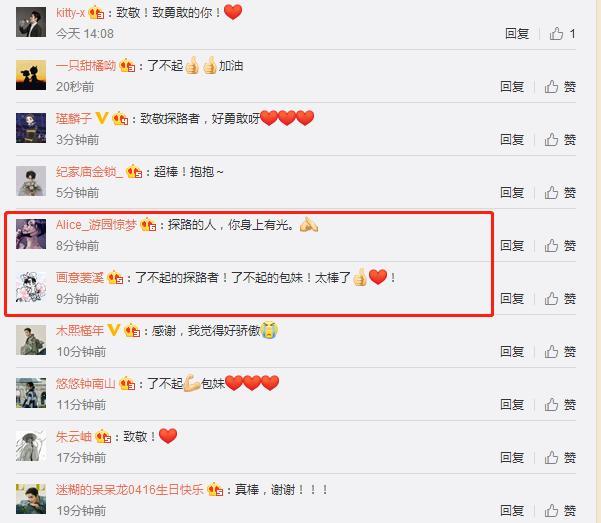 kitty-x：致敬！致勇敢的你！❤️
今天 14:08 回复 1
一只甜橘呦：了不起👍👍加油
20秒前 回复 赞
瑾麟子：致敬探路者，好勇敢呀❤️❤️❤️
3分钟前 回复 赞
纪家庙金锁_：超棒！抱抱～
5分钟前 回复 赞
Alice_游园惊梦：探路的人，你身上有光。
8分钟前 回复 赞
画意蒌溪：了不起的探路者！了不起的包妹！太棒了👍❤️！
9分钟前 回复 赞
木熙槿年：感谢，我觉得好骄傲😭
10分钟前 回复 赞
悠悠钟南山：了不起💪包妹❤️❤️❤️
11分钟前 回复 赞
朱云岫：致敬！❤️
17分钟前 回复 赞
迷糊的呆呆龙0416生日快乐：真棒，谢谢！！！
19分钟前 回复 赞